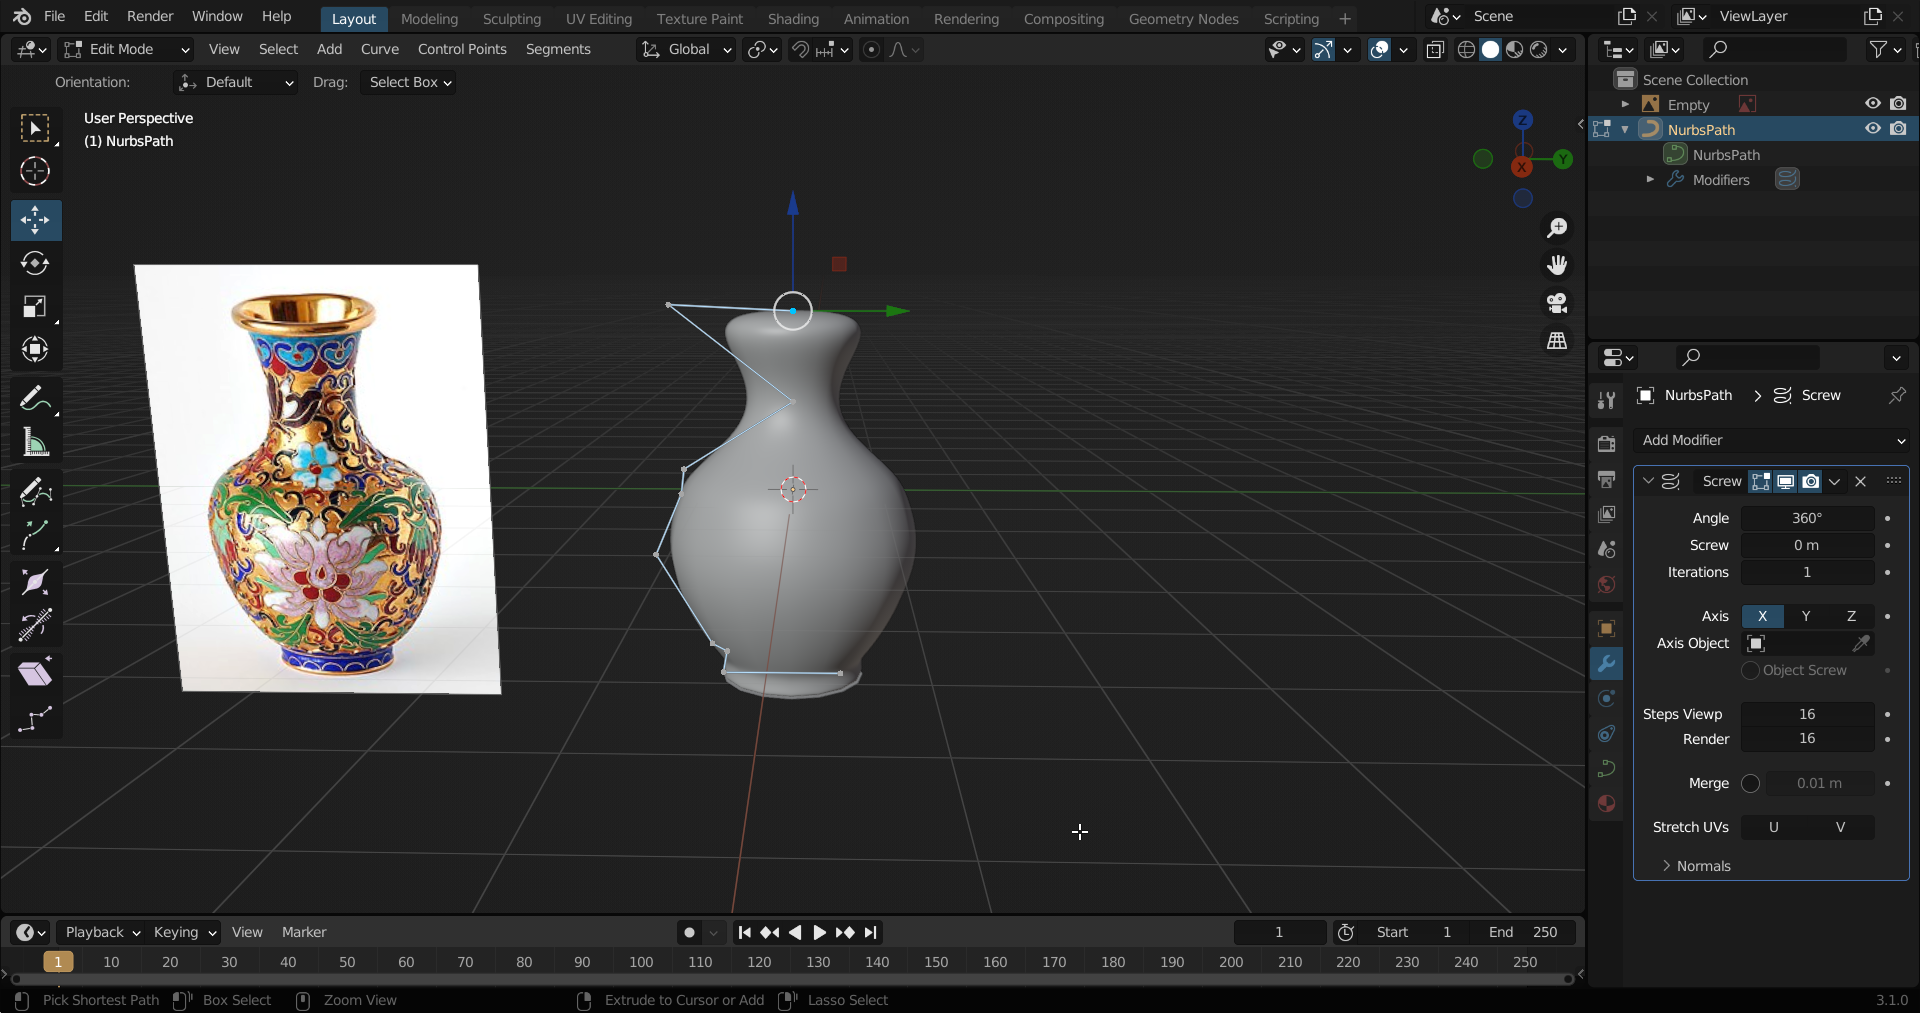 File Edit Render Window Help Layout Modeling Sculpting UV Editing Texture Paint Shading Animation Rendering Compositing Geometry Nodes Scripting + Scene ViewLayer
Edit Mode View Select Add Curve Control Points Segments Global
Orientation: Default Drag: Select Box
User Perspective
(1) NurbsPath
Z
Y
X
Scene Collection
Empty
NurbsPath
NurbsPath
Modifiers
NurbsPath > Screw
Add Modifier
Screw
Angle 360°
Screw 0 m
Iterations 1
Axis X Y Z
Axis Object
Object Screw
Steps Viewp 16
Render 16
Merge 0.01 m
Stretch UVs U V
Normals
Playback Keying View Marker 1 Start 1 End 250
1 10 20 30 40 50 60 70 80 90 100 110 120 130 140 150 160 170 180 190 200 210 220 230 240 250
Pick Shortest Path Box Select Zoom View Extrude to Cursor or Add Lasso Select 3.1.0